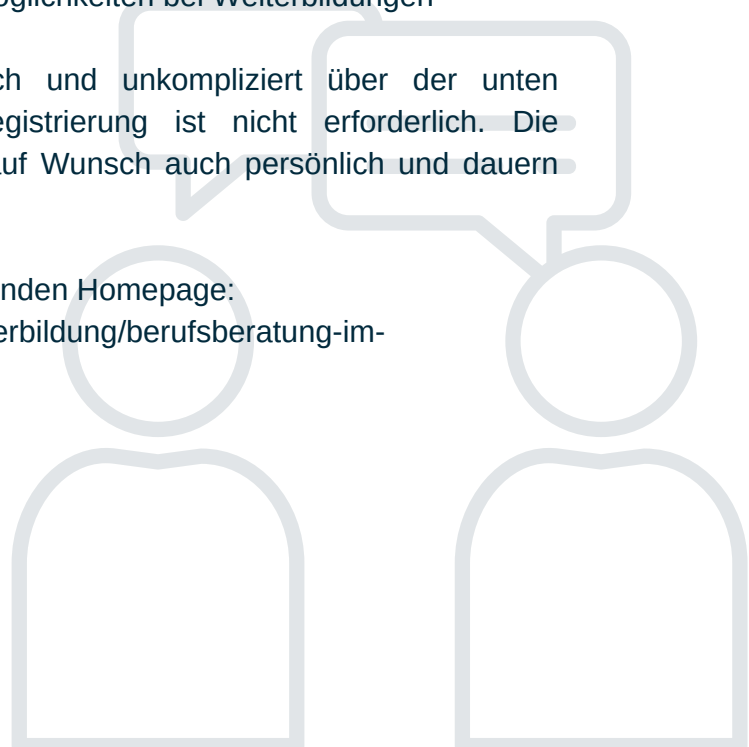 öglichkeiten bei Weiterbildungen
ch und unkompliziert über der unten
egistrierung ist nicht erforderlich. Die
auf Wunsch auch persönlich und dauern
nden Homepage:
erbildung/berufsberatung-im-